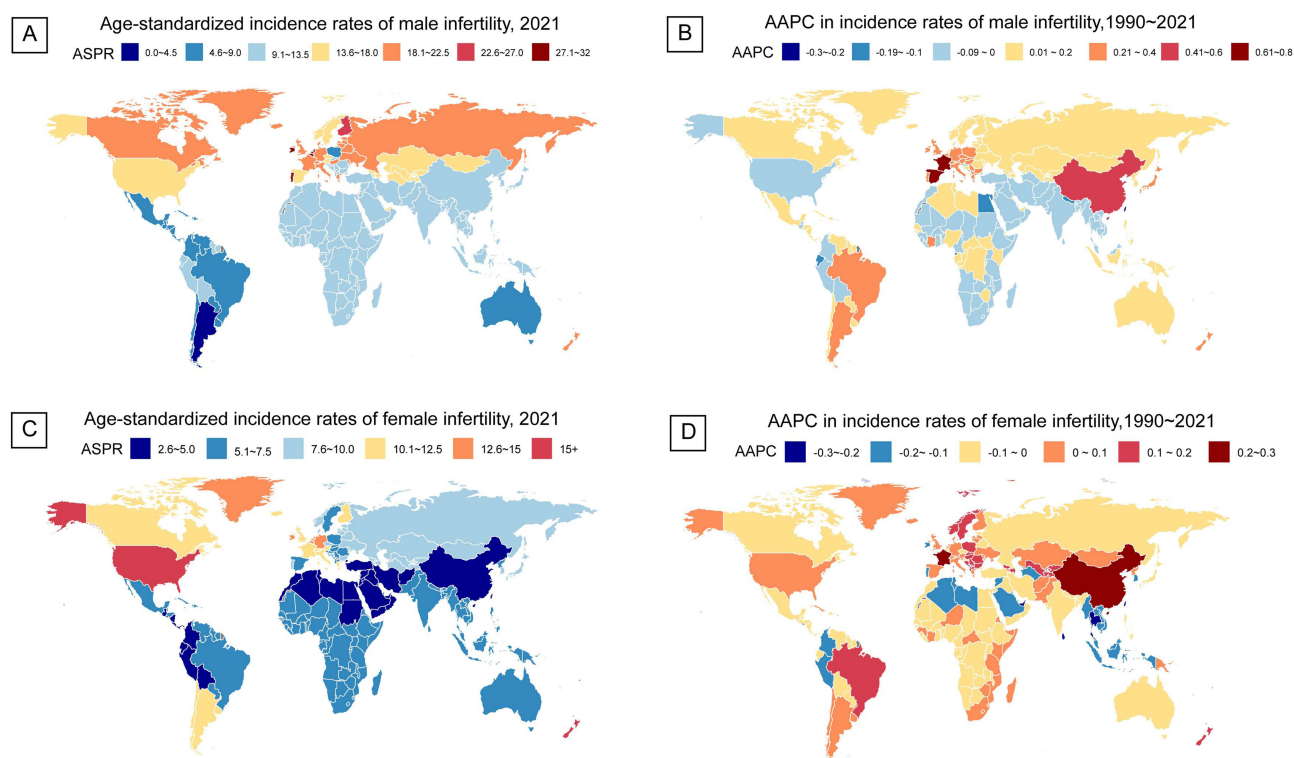 A
Age-standardized incidence rates of male infertility, 2021
ASPR 0.0~4.5 4.6~9.0 9.1~13.5 13.6~18.0 18.1~22.5 22.6~27.0 27.1~32
B
AAPC in incidence rates of male infertility,1990~2021
AAPC -0.3~-0.2 -0.19~ -0.1 -0.09 ~ 0 0.01 ~ 0.2 0.21 ~ 0.4 0.41~0.6 0.61~0.8
C
Age-standardized incidence rates of female infertility, 2021
ASPR 2.6~5.0 5.1~7.5 7.6~10.0 10.1~12.5 12.6~15 15+
D
AAPC in incidence rates of female infertility,1990~2021
AAPC -0.3~-0.2 -0.2~ -0.1 -0.1 ~ 0 0 ~ 0.1 0.1 ~ 0.2 0.2~0.3